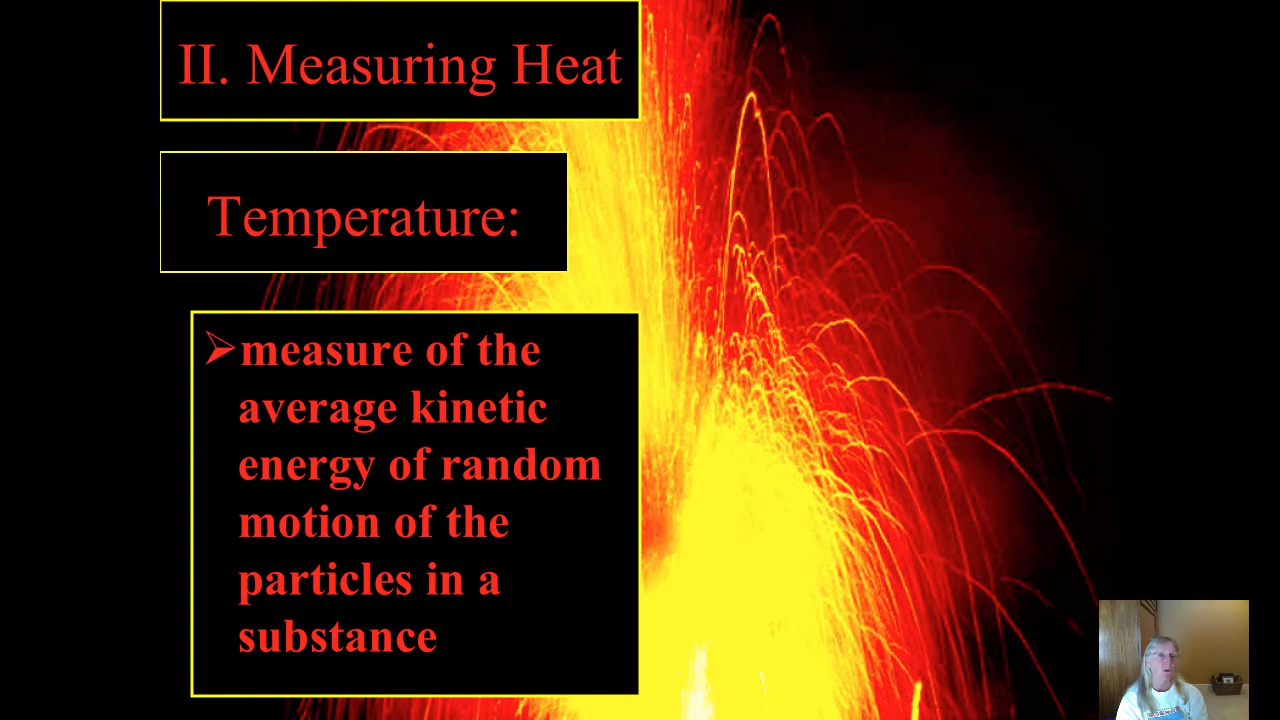 II. Measuring Heat
Temperature:
➢measure of the
average kinetic
energy of random
motion of the
particles in a
substance